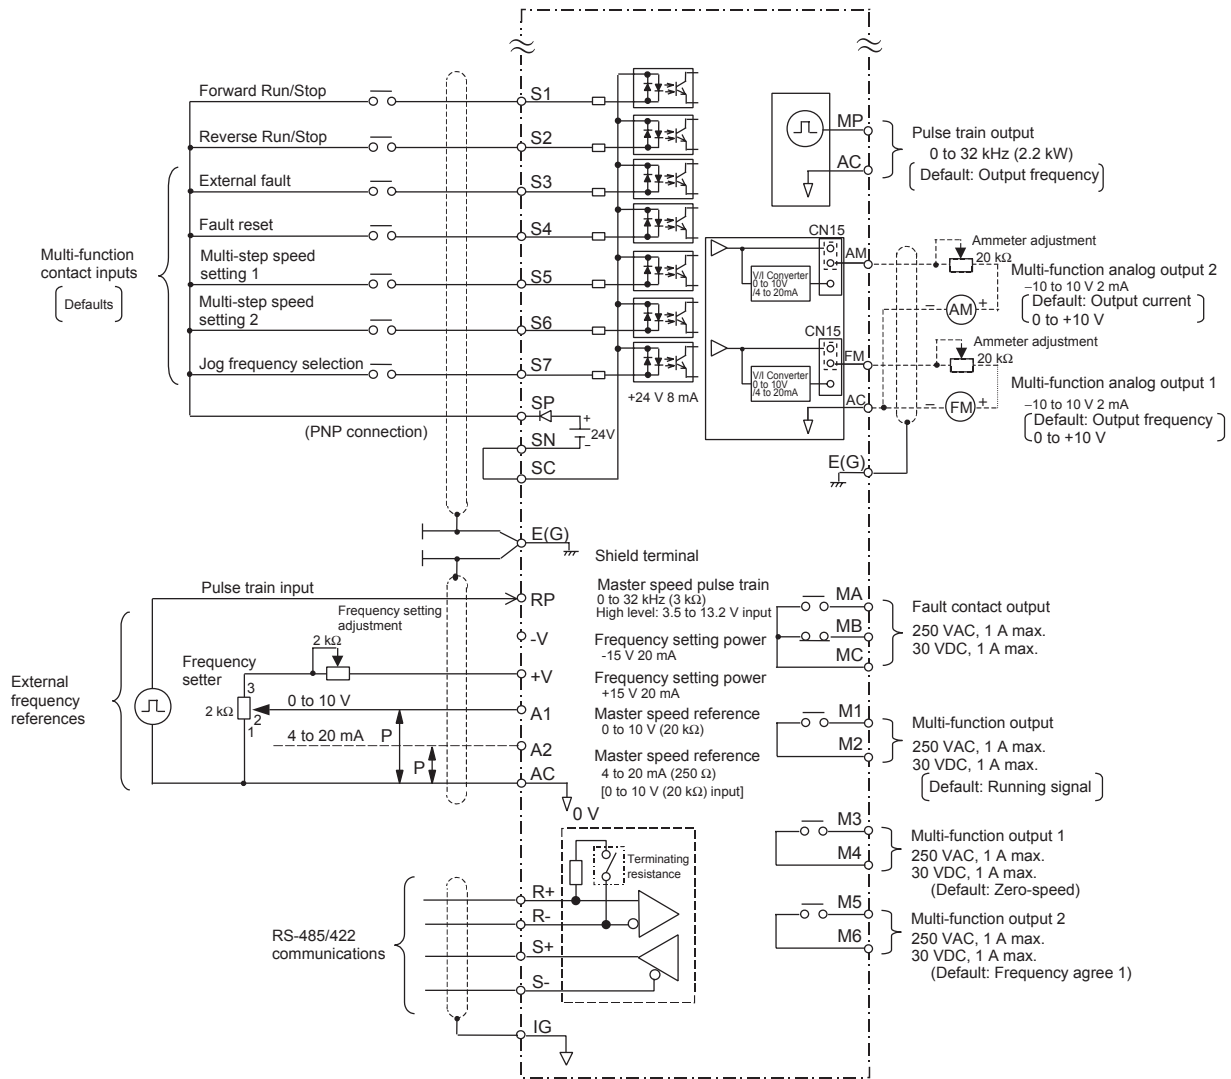 Forward Run/Stop
S1
Reverse Run/Stop
S2
External fault
S3
Fault reset
S4
Multi-step speed
setting 1
S5
Multi-step speed
setting 2
S6
Jog frequency selection
S7
Multi-function
contact inputs
Defaults
+24 V 8 mA
SP
+
24V
−
(PNP connection)
SN
SC
E(G)
Shield terminal
MP
AC
Pulse train output
0 to 32 kHz (2.2 kW)
Default: Output frequency
CN15
AM
V/I Converter
0 to 10V
/4 to 20mA
CN15
FM
V/I Converter
0 to 10V
/4 to 20mA
AC
E(G)
Ammeter adjustment
20 kΩ
Multi-function analog output 2
−10 to 10 V 2 mA
Default: Output current
0 to +10 V
− AM +
Ammeter adjustment
20 kΩ
Multi-function analog output 1
−10 to 10 V 2 mA
Default: Output frequency
0 to +10 V
− FM +
External
frequency
references
Pulse train input
P
RP
Master speed pulse train
0 to 32 kHz (3 kΩ)
High level: 3.5 to 13.2 V input
Frequency setting
adjustment
2 kΩ
-V
Frequency setting power
-15 V 20 mA
Frequency
setter
+V
Frequency setting power
+15 V 20 mA
3
2 kΩ
2
1
0 to 10 V
A1
Master speed reference
0 to 10 V (20 kΩ)
4 to 20 mA
P
A2
Master speed reference
4 to 20 mA (250 Ω)
[0 to 10 V (20 kΩ) input]
P
AC
0 V
MA
MB
MC
Fault contact output
250 VAC, 1 A max.
30 VDC, 1 A max.
M1
M2
Multi-function output
250 VAC, 1 A max.
30 VDC, 1 A max.
Default: Running signal
M3
M4
Multi-function output 1
250 VAC, 1 A max.
30 VDC, 1 A max.
(Default: Zero-speed)
M5
M6
Multi-function output 2
250 VAC, 1 A max.
30 VDC, 1 A max.
(Default: Frequency agree 1)
RS-485/422
communications
R+
R-
S+
S-
IG
Terminating
resistance